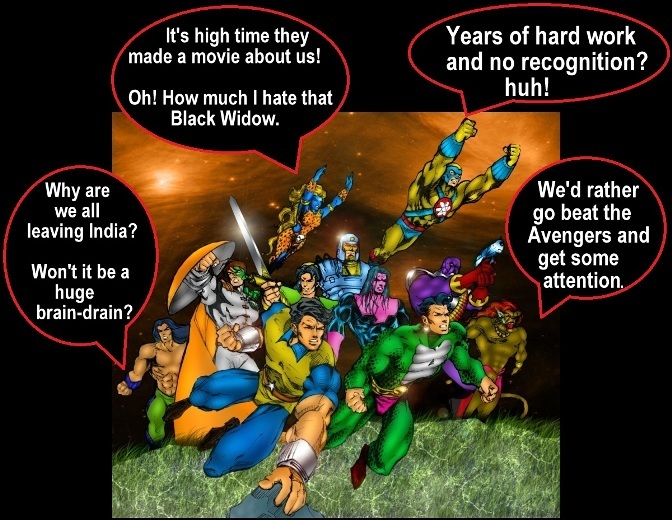 It's high time they
made a movie about us!
Oh! How much I hate that
Black Widow.
Years of hard work
and no recognition?
huh!
Why are
we all
leaving India?
Won't it be a
huge
brain-drain?
We'd rather
go beat the
Avengers and
get some
attention.